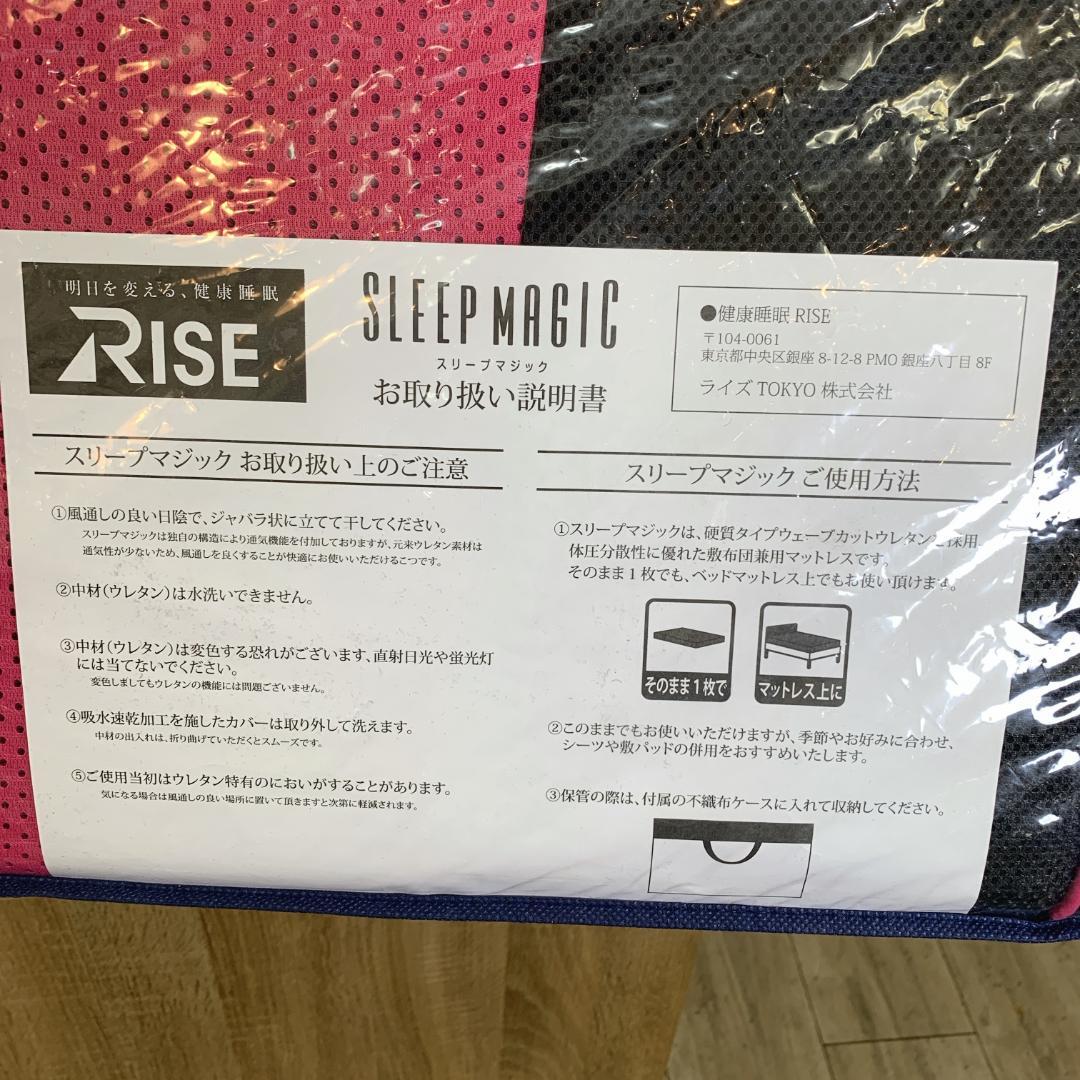 明日を変える、健康睡眠
RISE
SLEEP MAGIC
スリープマジック
お取り扱い説明書
●健康睡眠 RISE
〒104-0061
東京都中央区銀座 8-12-8 PMO 銀座八丁目 8F
ライズ TOKYO 株式会社
スリープマジック お取り扱い上のご注意
①風通しの良い日陰で、ジャバラ状に立てて干してください。
スリープマジックは独自の構造により通気機能を付加しておりますが、元来ウレタン素材は
通気性が少ないため、風通しを良くすることが快適にお使いいただけるこつです。
②中材(ウレタン)は水洗いできません。
③中材(ウレタン)は変色する恐れがございます、直射日光や蛍光灯
には当てないでください。
変色しましてもウレタンの機能には問題ございません。
④吸水速乾加工を施したカバーは取り外して洗えます。
中材の出入れは、折り曲げていただくとスムーズです。
⑤ご使用当初はウレタン特有のにおいがすることがあります。
気になる場合は風通しの良い場所に置いて頂きますと次第に軽減されます。
スリープマジック ご使用方法
①スリープマジックは、硬質タイプウェーブカットウレタンを採用
体圧分散性に優れた敷布団兼用マットレスです。
そのまま1枚でも、ベッドマットレス上でもお使い頂けます。
そのまま1枚で
マットレス上に
②このままでもお使いいただけますが、季節やお好みに合わせ、
シーツや敷パッドの併用をおすすめいたします。
③保管の際は、付属の不織布ケースに入れて収納してください。